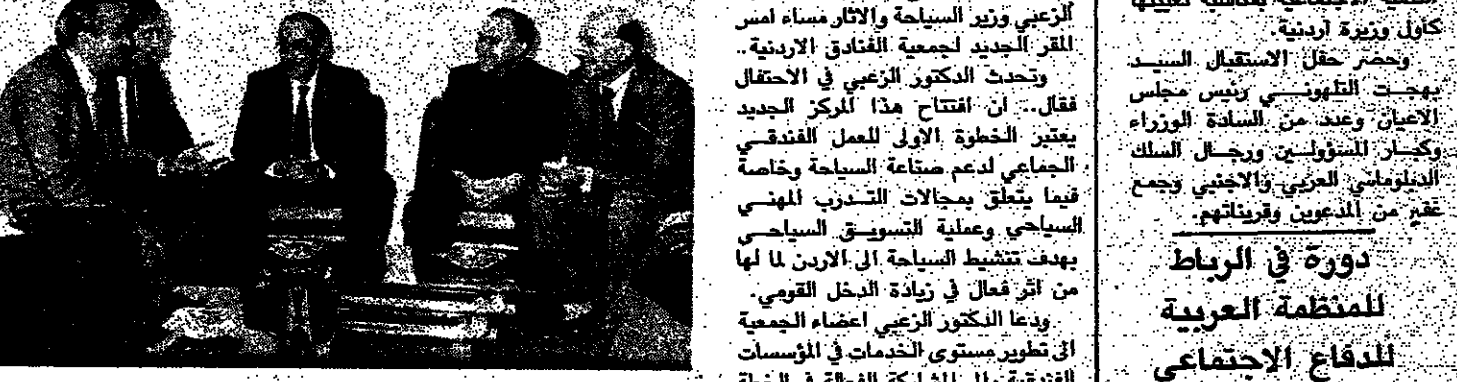 كأول وزيرة اردنية.
وحضر حفل الاستقبال السيد
بهجت التلهوني رئيس مجلس
الاعيان وعدد من السادة الوزراء
وكبار المسؤولين ورجال السلك
الدبلوماسي العربي والاجنبي وجمع
غفير من المدعوين وقريناتهم.
دورة في الرباط
للمنظمة العربية
للدفاع الاجتماعي
الزعبي وزير السياحة والاثار مساء امس
المقر الجديد لجمعية الفنادق الاردنية..
وتحدث الدكتور الزعبي في الاحتفال
فقال.. ان افتتاح هذا المركز الجديد
يعتبر الخطوة الاولى للعمل الفندقي
الجماعي لدعم صناعة السياحة وخاصة
فيما يتعلق بمجالات التدرب المهني
السياحي وعملية التسويق السياحي
بهدف تنشيط السياحة الى الاردن لما لها
من اثر فعال في زيادة الدخل القومي.
ودعا الدكتور الزعبي اعضاء الجمعية
الى تطوير مستوى الخدمات في المؤسسات